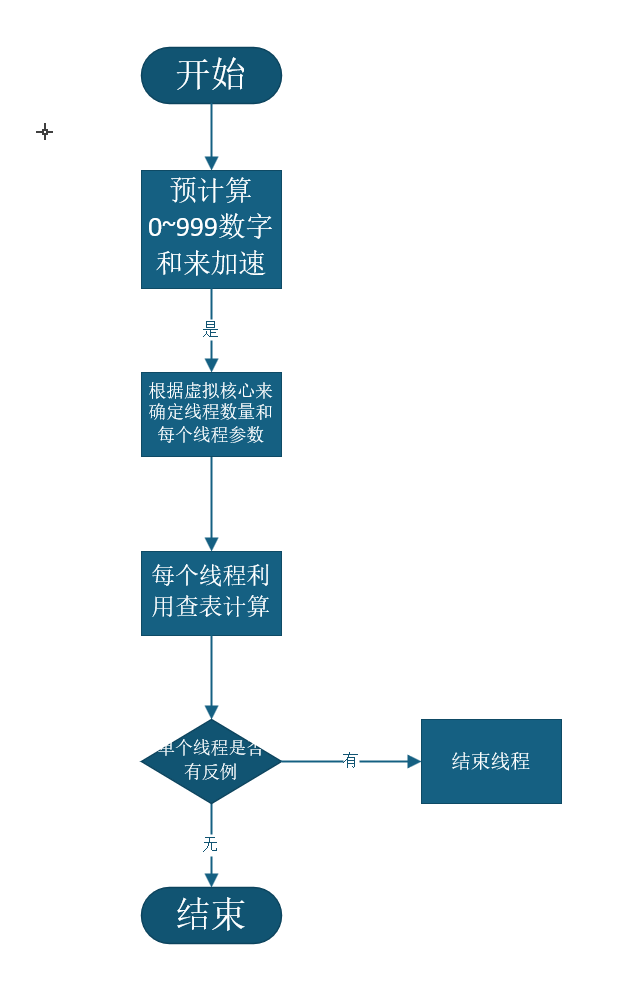 开始
预计算
0~999数字
和来加速
是
根据虚拟核心来
确定线程数量和
每个线程参数
每个线程利
用查表计算
单个线程是否
有反例
有
结束线程
无
结束